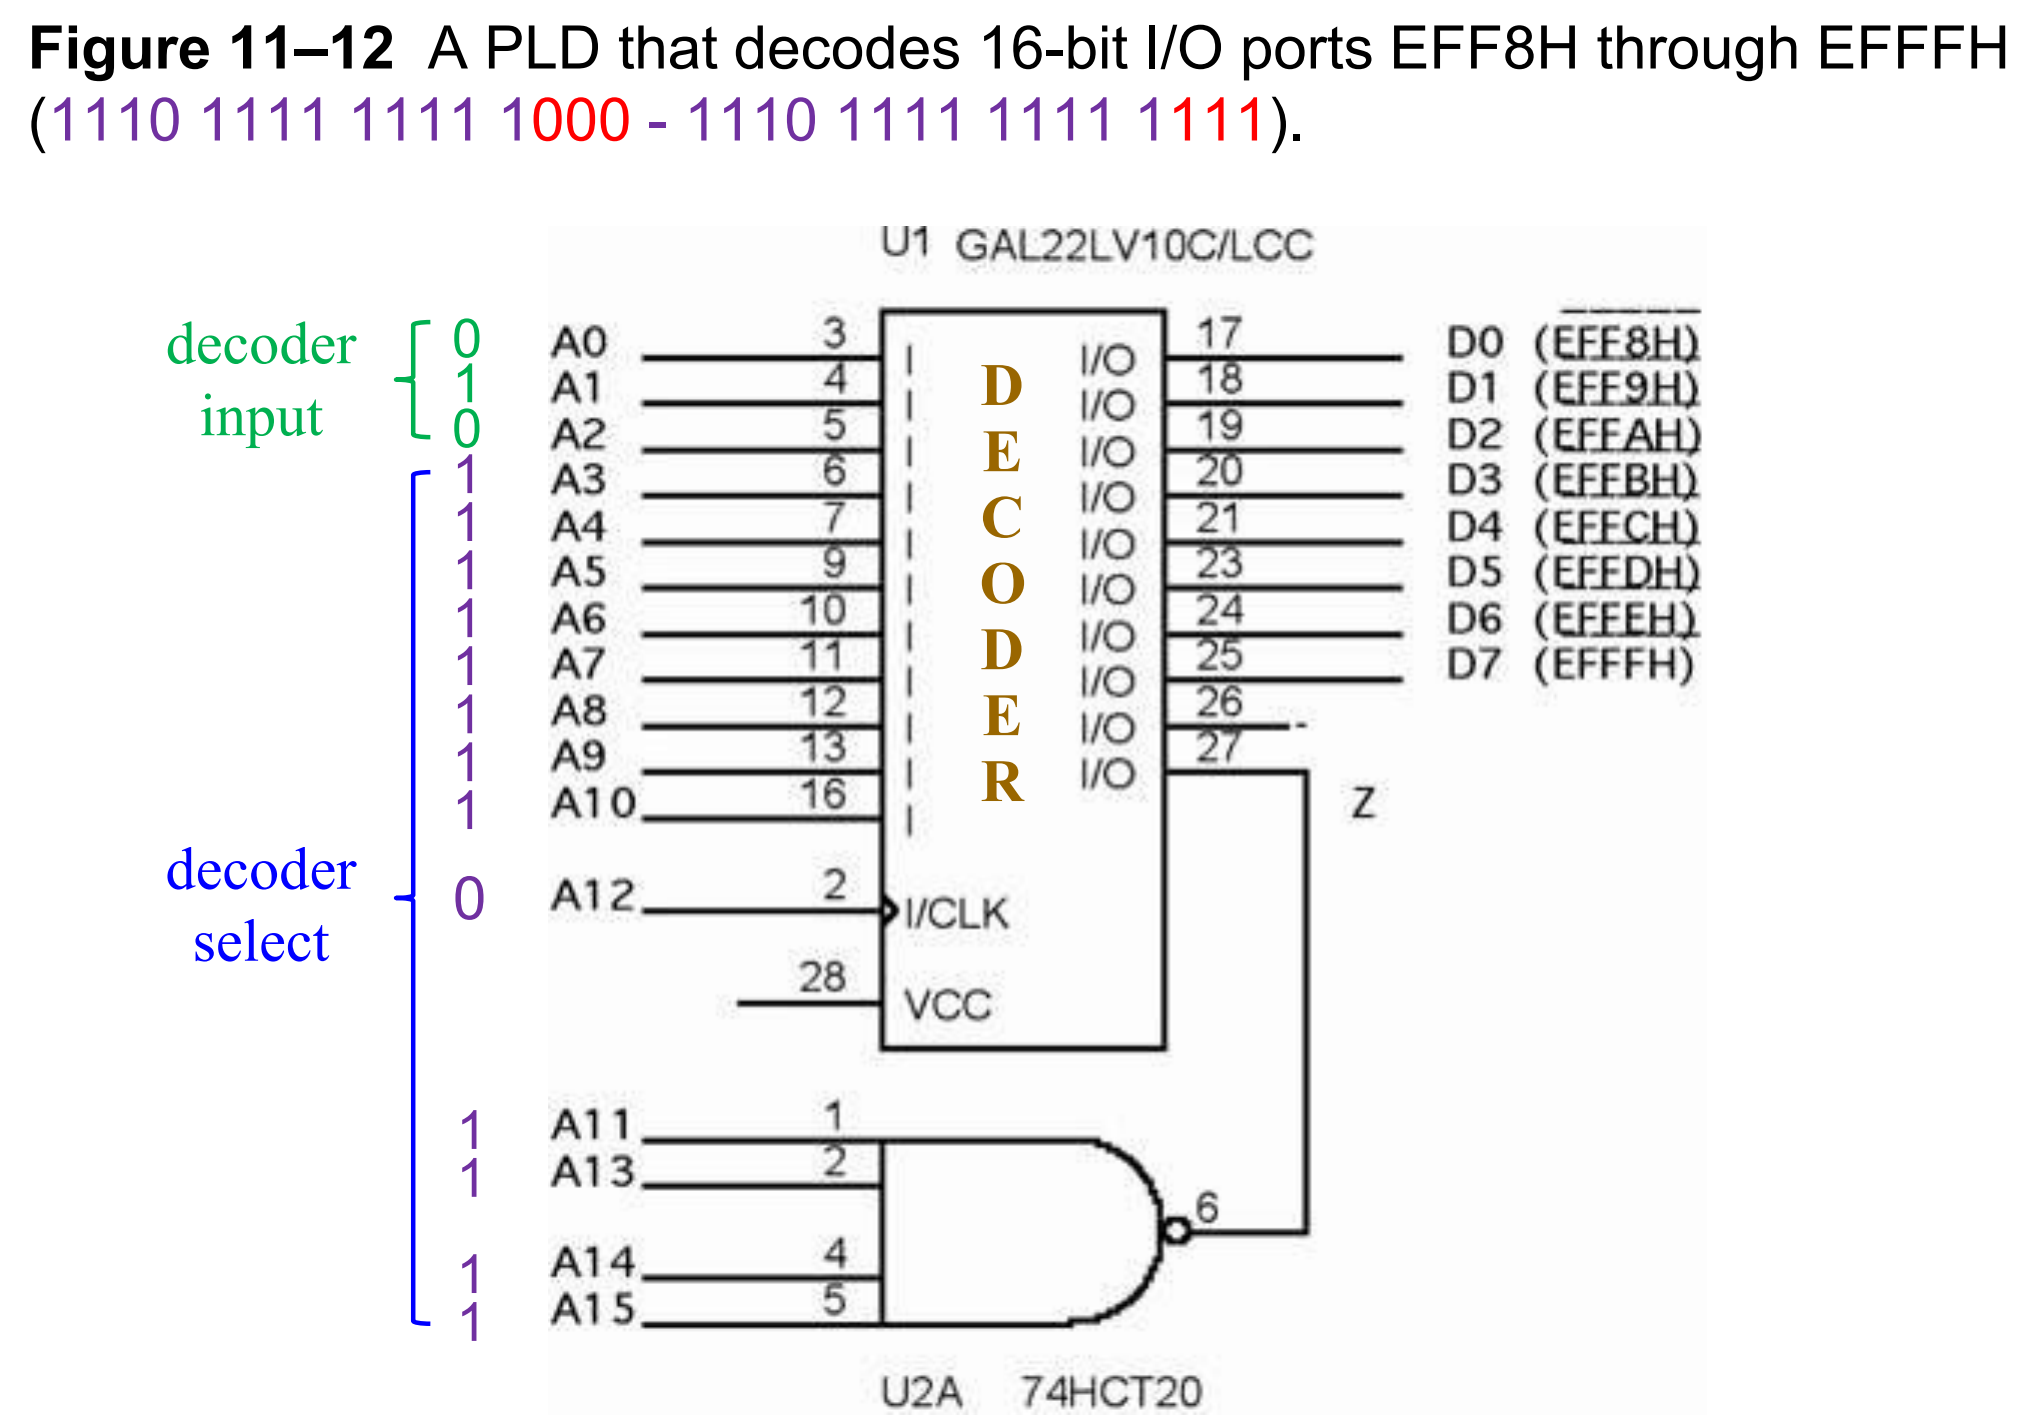 Figure 11–12 A PLD that decodes 16-bit I/O ports EFF8H through EFFFH
(1110 1111 1111 1000 - 1110 1111 1111 1111).
U1 GAL22LV10C/LCC
decoder
input
decoder
select
0 A0 3 I I/O 17 D0 (EFF8H)
1 A1 4 I I/O 18 D1 (EFF9H)
0 A2 5 I I/O 19 D2 (EFFAH)
1 A3 6 I I/O 20 D3 (EFFBH)
1 A4 7 I I/O 21 D4 (EFFCH)
1 A5 9 I I/O 23 D5 (EFFDH)
1 A6 10 I I/O 24 D6 (EFFEH)
1 A7 11 I I/O 25 D7 (EFFFH)
1 A8 12 I I/O 26
1 A9 13 I I/O 27
1 A10 16 I Z
DECODER
0 A12 2 I/CLK
28 VCC
1 A11 1
1 A13 2
6
1 A14 4
1 A15 5
U2A 74HCT20